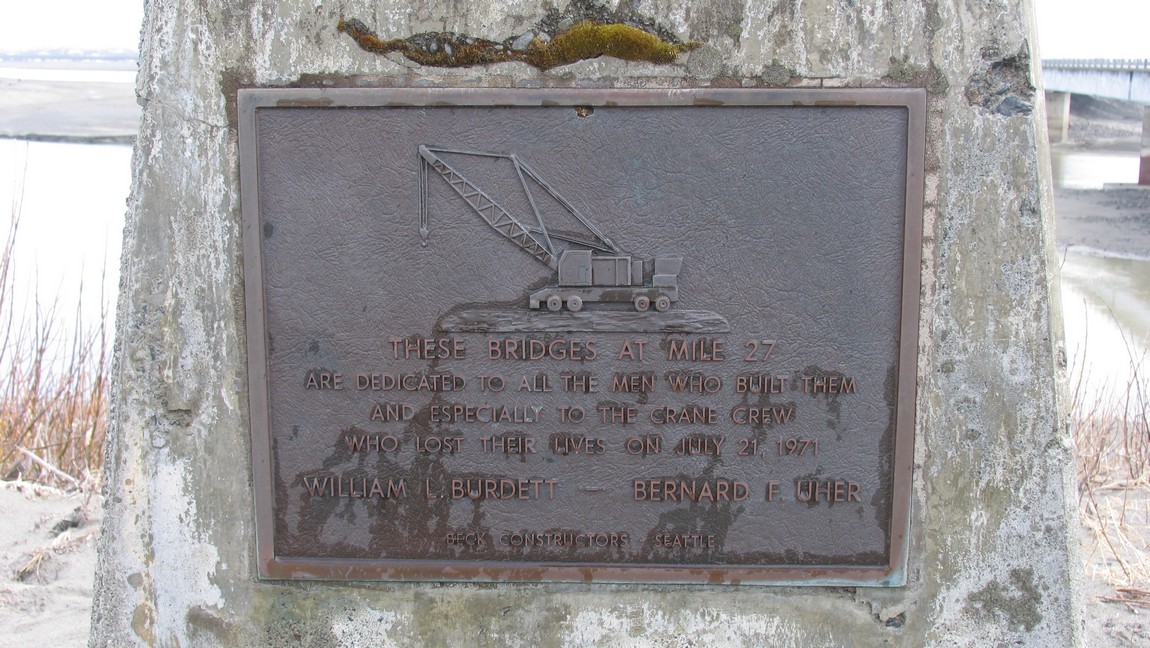 THESE BRIDGES AT MILE 27
ARE DEDICATED TO ALL THE MEN WHO BUILT THEM
AND ESPECIALLY TO THE CRANE CREW
WHO LOST THEIR LIVES ON JULY 21, 1971
WILLIAM L. BURDETT — BERNARD F. UHER
BECK CONSTRUCTORS SEATTLE